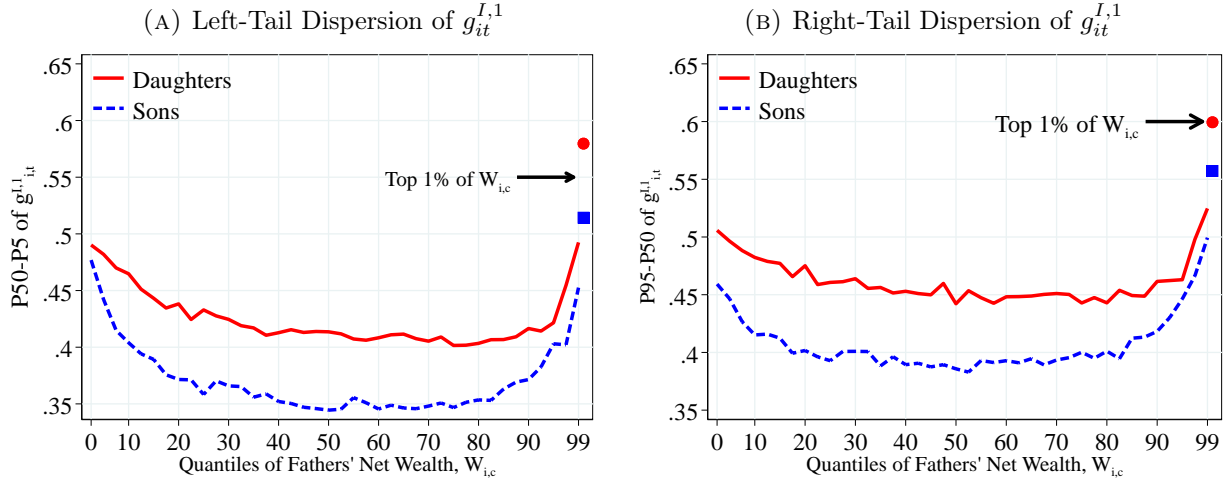 (A) Left-Tail Dispersion of g_{it}^{I,1}
.65
.6
.55
.5
.45
.4
.35
P50-P5 of g^{I,1}_{i,t}
Daughters
Sons
Top 1% of W_{i,c}
0 10 20 30 40 50 60 70 80 90 99
Quantiles of Fathers' Net Wealth, W_{i,c}
(B) Right-Tail Dispersion of g_{it}^{I,1}
.65
.6
.55
.5
.45
.4
.35
P95-P50 of g^{I,1}_{i,t}
Daughters
Sons
Top 1% of W_{i,c}
0 10 20 30 40 50 60 70 80 90 99
Quantiles of Fathers' Net Wealth, W_{i,c}